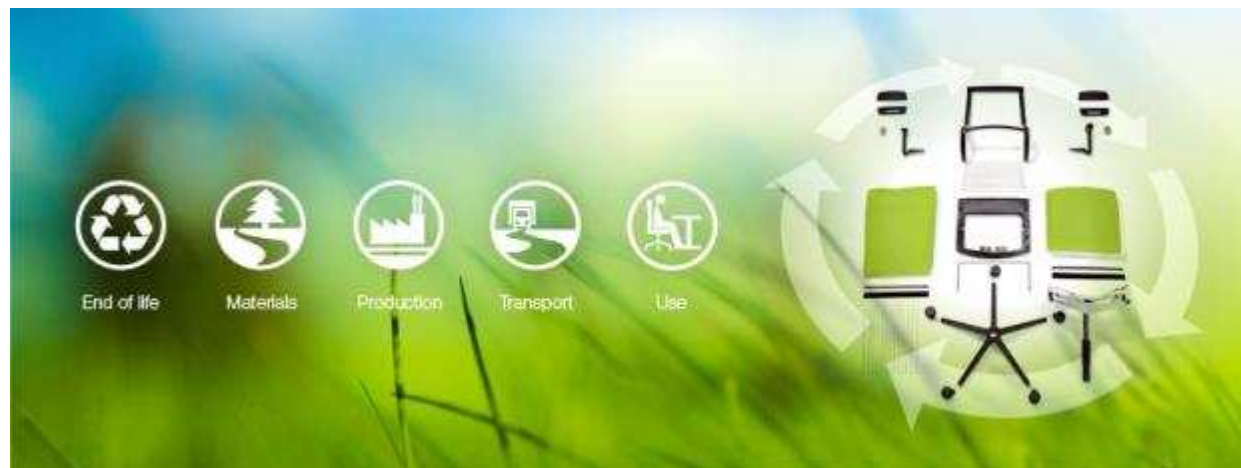 End of life
Materials
Production
Transport
Use